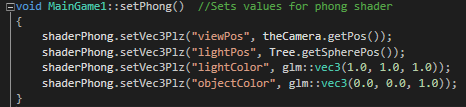 void MainGame1::setPhong()  //Sets values for phong shader
{
    shaderPhong.setVec3Plz("viewPos", theCamera.getPos());
    shaderPhong.setVec3Plz("lightPos", Tree.getSpherePos());
    shaderPhong.setVec3Plz("lightColor", glm::vec3(1.0, 1.0, 1.0));
    shaderPhong.setVec3Plz("objectColor", glm::vec3(0.0, 0.0, 1.0));
}